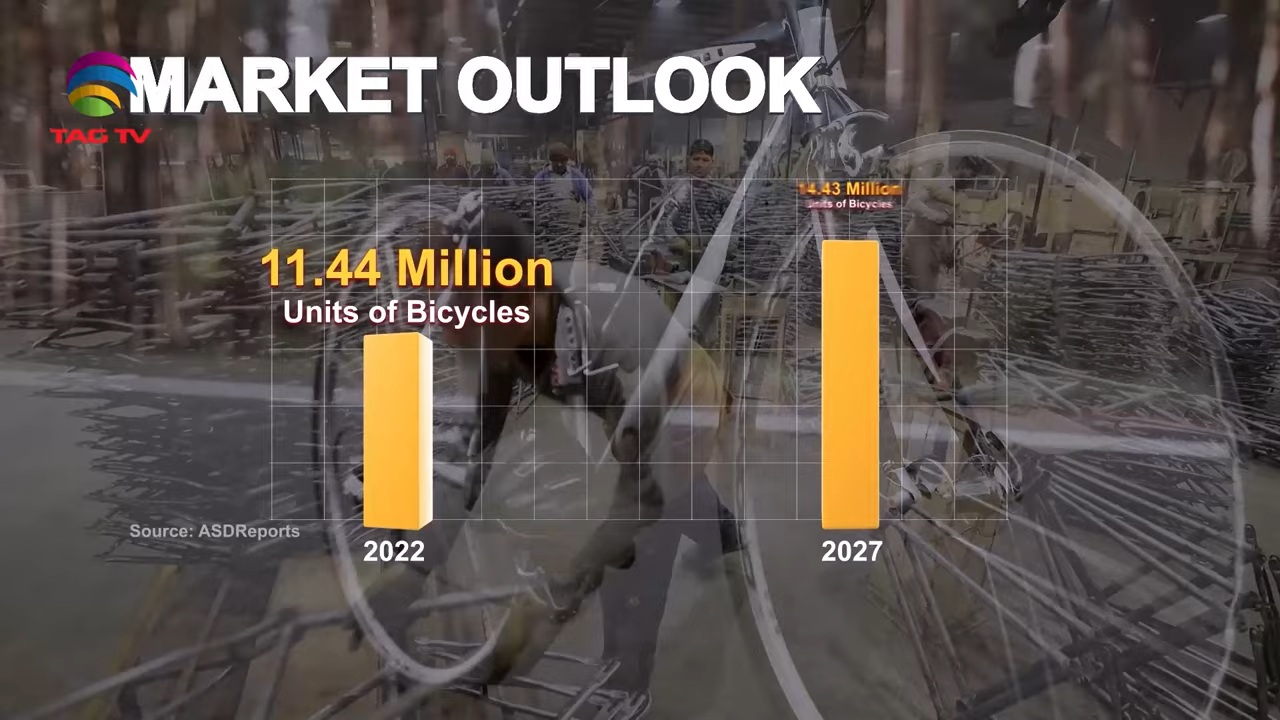 MARKET OUTLOOK
TAG TV
14.43 Million
Units of Bicycles
11.44 Million
Units of Bicycles
Source: ASDReports
2022
2027